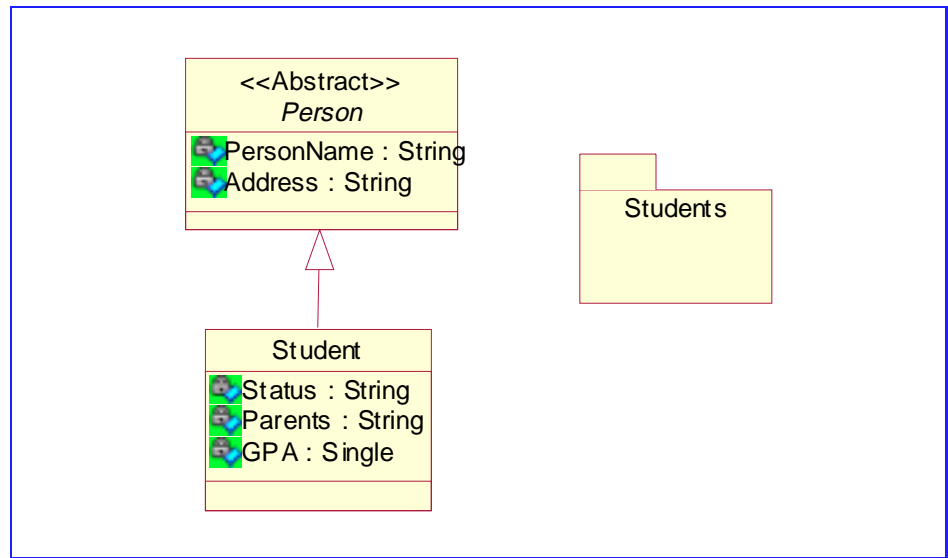 <<Abstract>>
Person
PersonName : String
Address : String
Students
Student
Status : String
Parents : String
GPA : Single